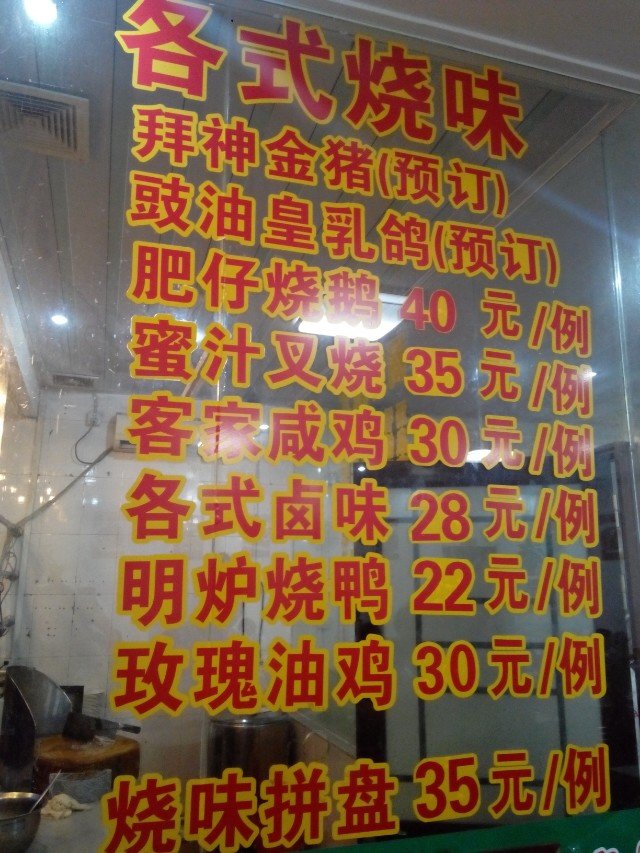 各式烧味
拜神金猪(预订)
豉油皇乳鸽(预订)
肥仔烧鹅 40 元/例
蜜汁叉烧 35 元/例
客家咸鸡 30 元/例
各式卤味 28 元/例
明炉烧鸭 22 元/例
玫瑰油鸡 30 元/例
烧味拼盘 35 元/例